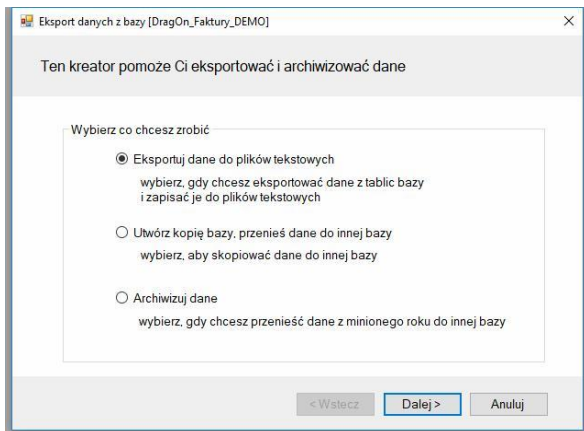 Eksport danych z bazy [DragOn_Faktury_DEMO]
Ten kreator pomoże Ci eksportować i archiwizować dane
Wybierz co chcesz zrobić
Eksportuj dane do plików tekstowych
wybierz, gdy chcesz eksportować dane z tablic bazy
i zapisać je do plików tekstowych
Utwórz kopię bazy, przenieś dane do innej bazy
wybierz, aby skopiować dane do innej bazy
Archiwizuj dane
wybierz, gdy chcesz przenieść dane z minionego roku do innej bazy
< Wstecz Dalej > Anuluj